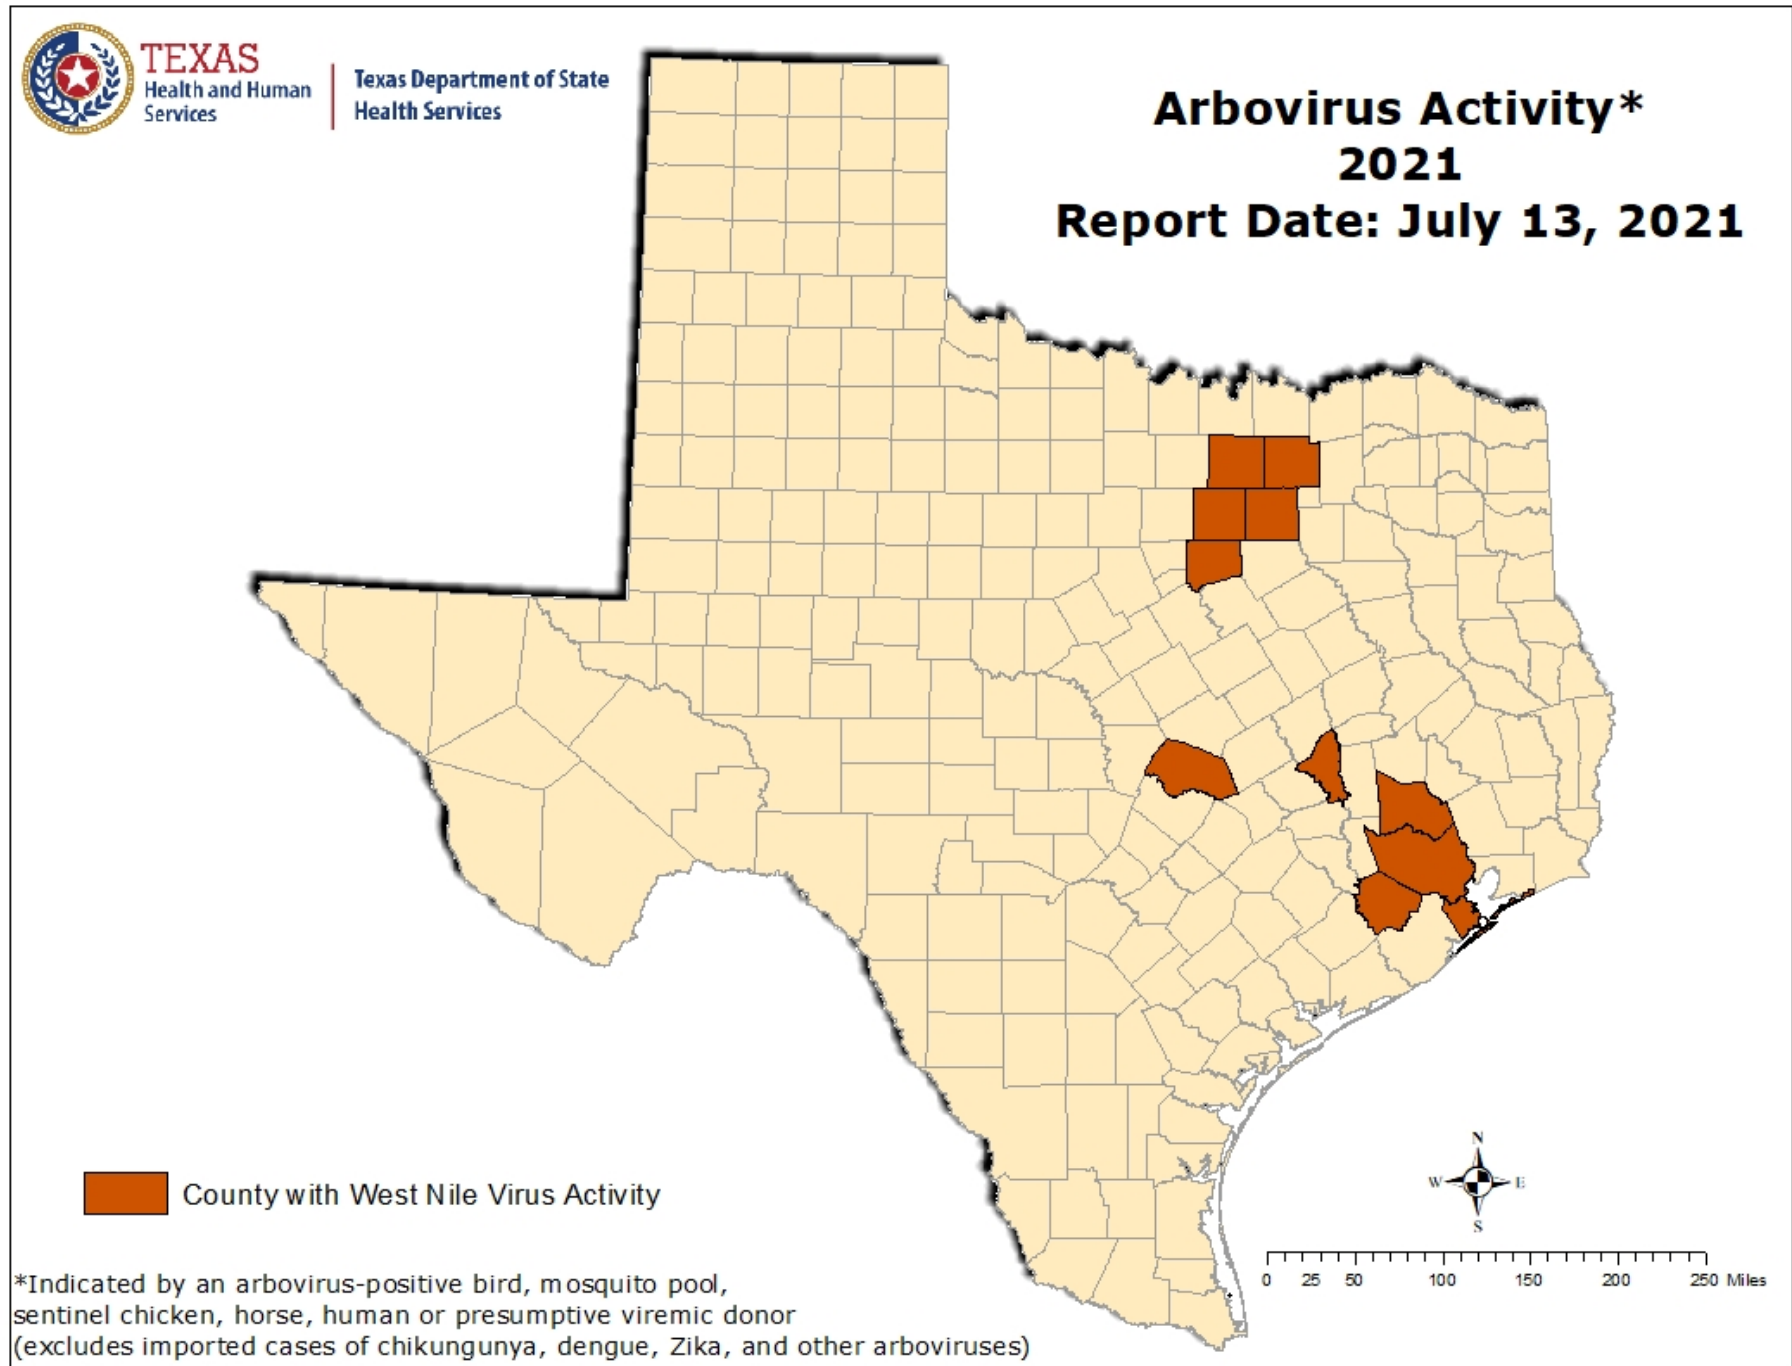 TEXAS
Health and Human
Services
Texas Department of State
Health Services
Arbovirus Activity*
2021
Report Date: July 13, 2021
County with West Nile Virus Activity
*Indicated by an arbovirus-positive bird, mosquito pool,
sentinel chicken, horse, human or presumptive viremic donor
(excludes imported cases of chikungunya, dengue, Zika, and other arboviruses)
N
W E
S
0 25 50 100 150 200 250 Miles